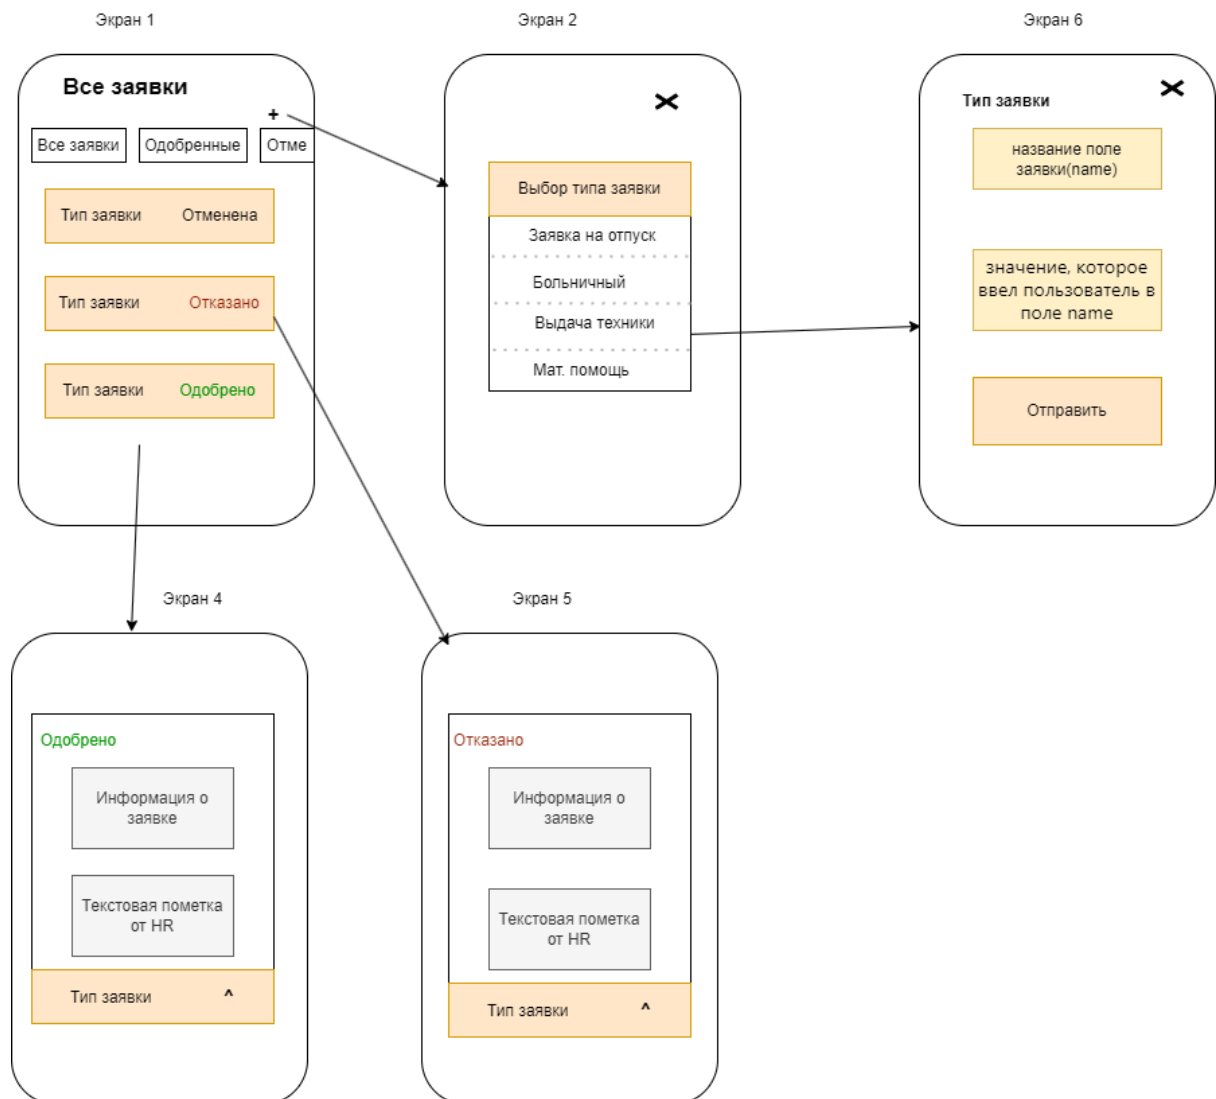 Экран 1
Экран 2
Экран 6
Все заявки
+
Все заявки
Одобренные
Отме
Тип заявки Отменена
Тип заявки Отказано
Тип заявки Одобрено
Выбор типа заявки
Заявка на отпуск
Больничный
Выдача техники
Мат. помощь
Тип заявки
название поле
заявки(name)
значение, которое
ввел пользователь в
поле name
Отправить
Экран 4
Экран 5
Одобрено
Информация о
заявке
Текстовая пометка
от HR
Тип заявки ^
Отказано
Информация о
заявке
Текстовая пометка
от HR
Тип заявки ^